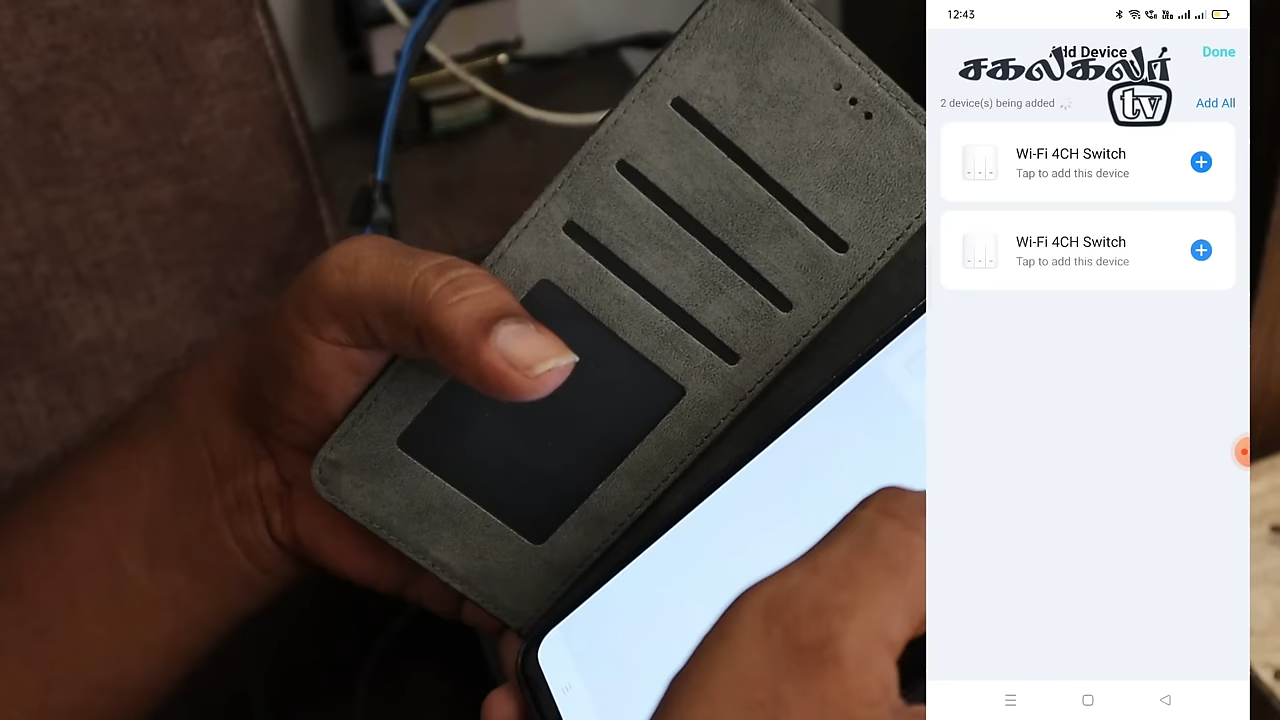 12:43
Add Device
Done
சகலகலா டீவி
tv
2 device(s) being added
Add All
Wi-Fi 4CH Switch
Tap to add this device
Wi-Fi 4CH Switch
Tap to add this device